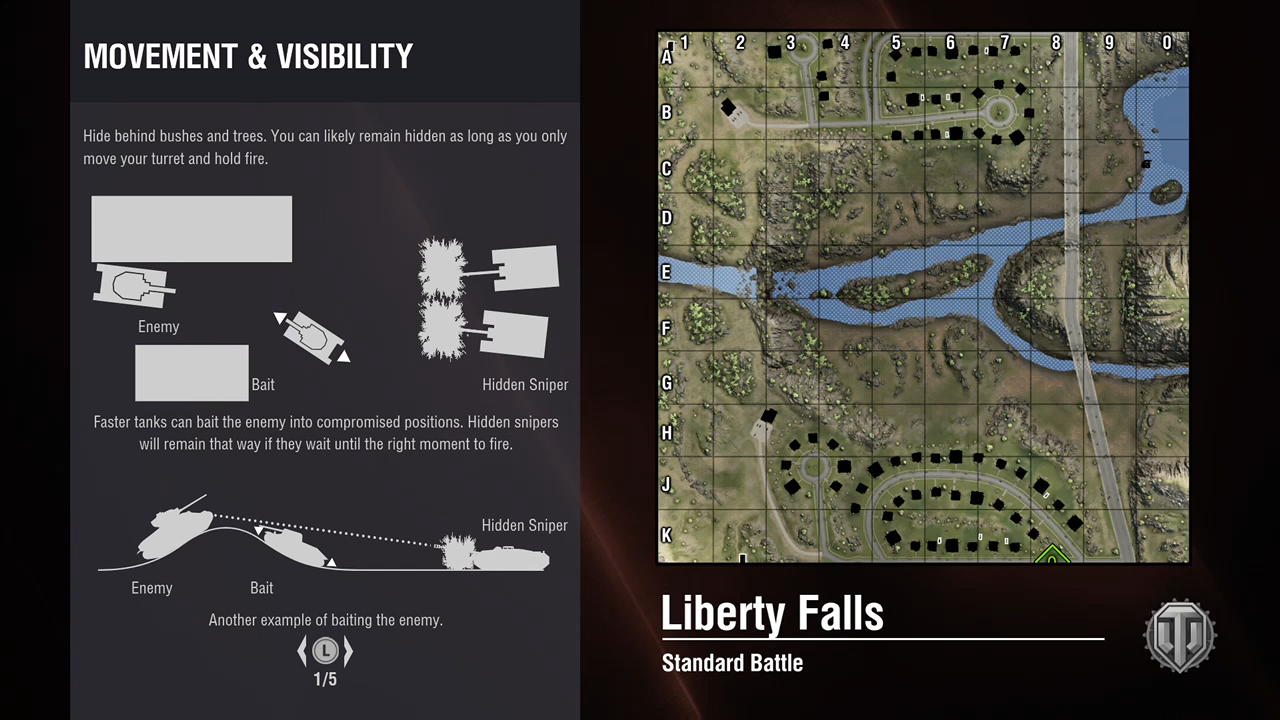 MOVEMENT & VISIBILITY
Hide behind bushes and trees. You can likely remain hidden as long as you only
move your turret and hold fire.
Enemy
Bait
Hidden Sniper
Faster tanks can bait the enemy into compromised positions. Hidden snipers
will remain that way if they wait until the right moment to fire.
Hidden Sniper
Enemy
Bait
Another example of baiting the enemy.
L
1/5
1 2 3 4 5 6 7 8 9 0
A
B
C
D
E
F
G
H
J
K
Liberty Falls
Standard Battle